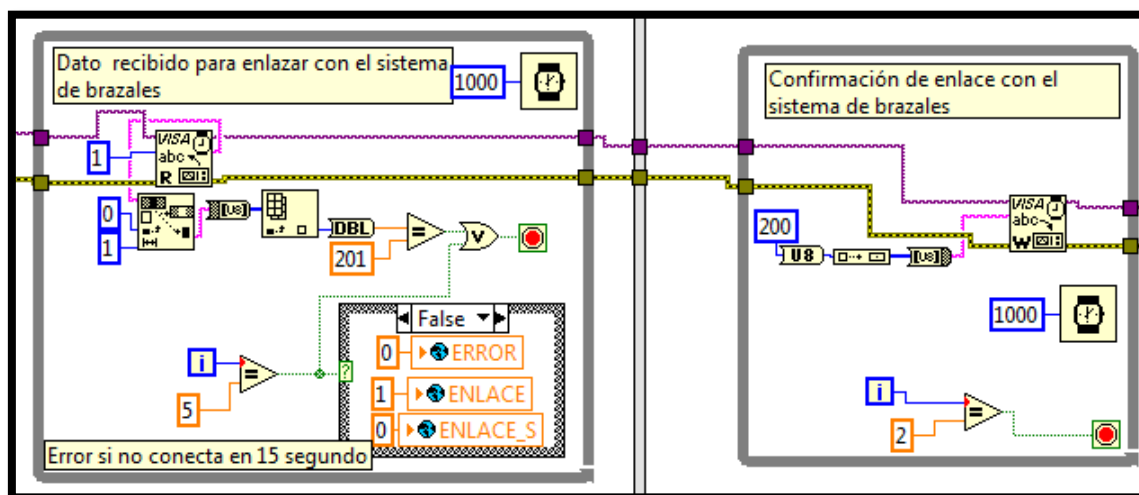 Dato  recibido para enlazar con el sistema
de brazales
1000
VISA
abc
R
1
0
1
[U8]
DBL
=
201
V
False
0 ERROR
1 ENLACE
0 ENLACE_S
?
i
=
5
Error si no conecta en 15 segundo
Confirmación de enlace con el
sistema de brazales
VISA
abc
W
200
U8
[U8]
1000
i
=
2